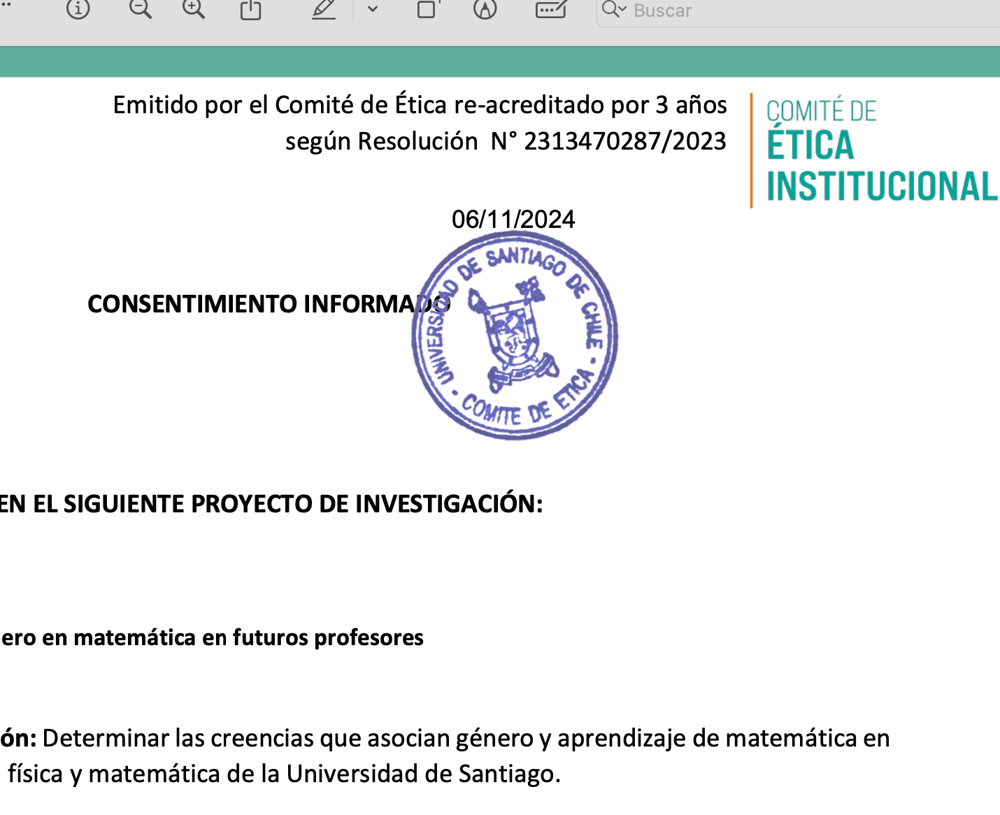 Buscar
Emitido por el Comité de Ética re-acreditado por 3 años
según Resolución N° 2313470287/2023
COMITÉ DE
ÉTICA
INSTITUCIONAL
06/11/2024
UNIVERSIDAD DE SANTIAGO DE CHILE · COMITE DE ETICA ·
CONSENTIMIENTO INFORMADO
EN EL SIGUIENTE PROYECTO DE INVESTIGACIÓN:
ero en matemática en futuros profesores
ón: Determinar las creencias que asocian género y aprendizaje de matemática en
física y matemática de la Universidad de Santiago.